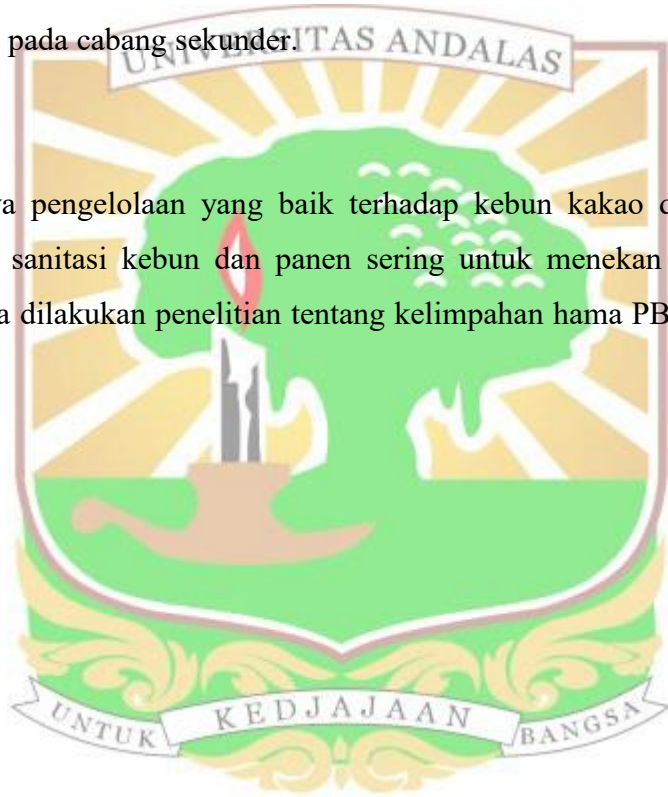 pada cabang sekunder.
UNIVERSITAS ANDALAS
ya pengelolaan yang baik terhadap kebun kakao d
sanitasi kebun dan panen sering untuk menekan
a dilakukan penelitian tentang kelimpahan hama PB
UNTUK KEDJAJAAN BANGSA